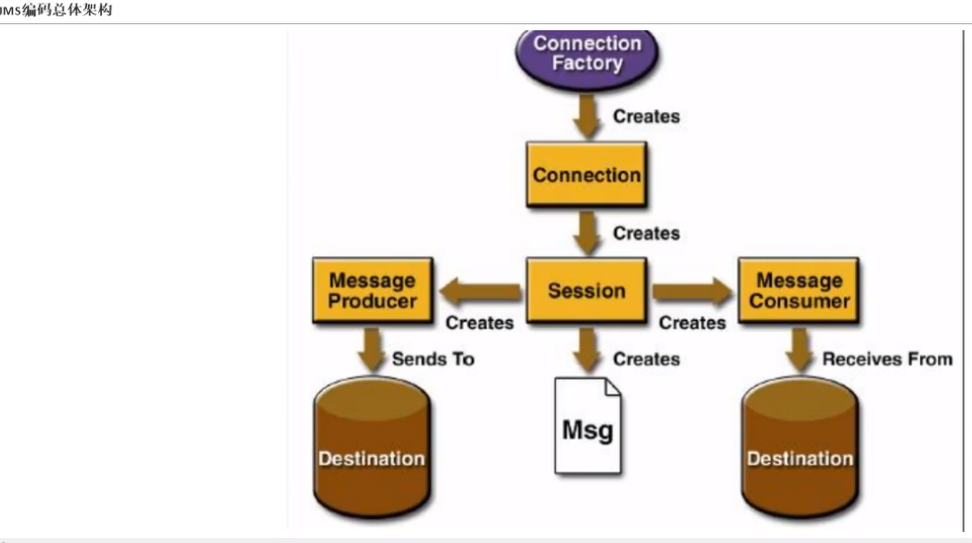 JMS编码总体架构
Connection
Factory
Creates
Connection
Creates
Message
Producer
Session
Message
Consumer
Creates
Creates
Sends To
Creates
Receives From
Destination
Msg
Destination